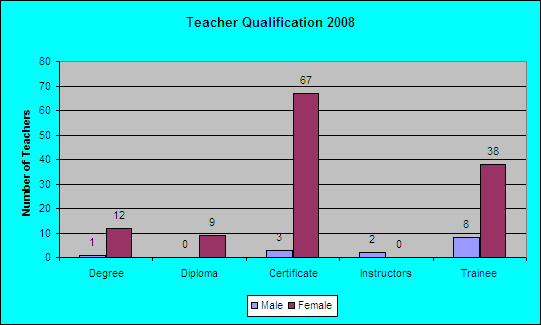 Teacher Qualification 2008
Number of Teachers
80
70
60
50
40
30
20
10
0
1
12
0
9
3
67
2
0
8
38
Degree
Diploma
Certificate
Instructors
Trainee
Male
Female